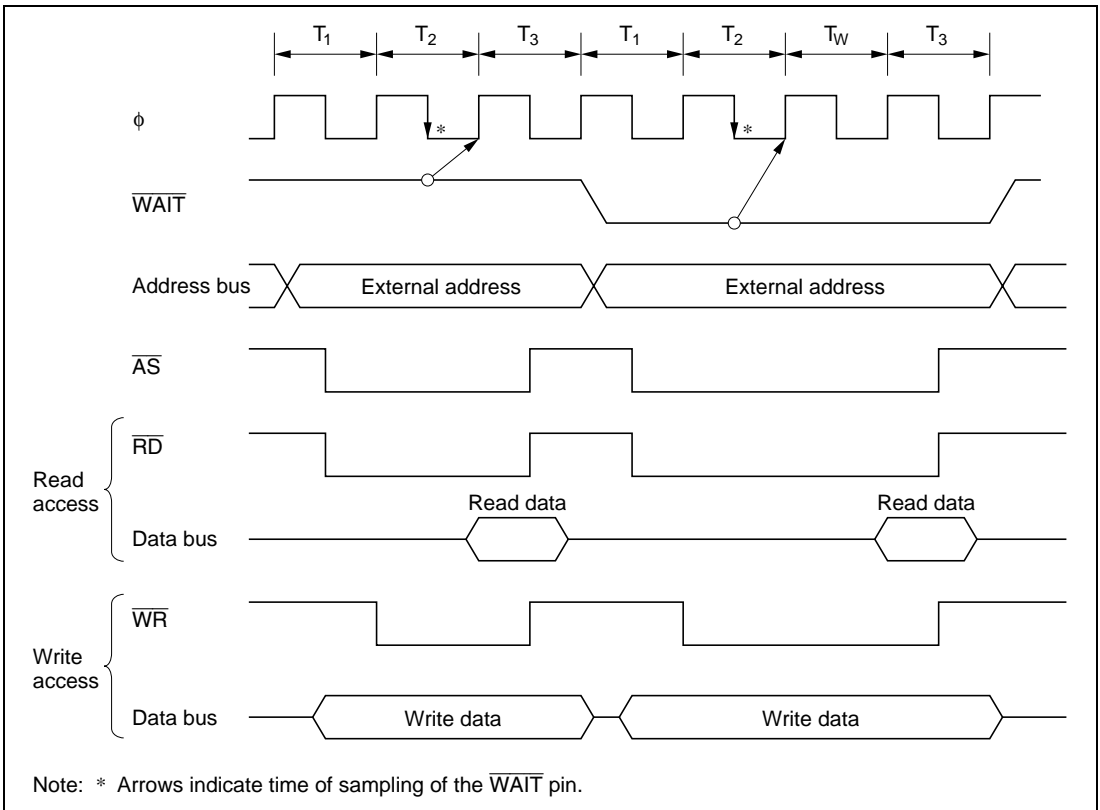 T1 T2 T3 T1 T2 TW T3
ϕ
* *
WAIT
Address bus External address External address
AS
RD
Read access
Read data Read data
Data bus
WR
Write access
Data bus Write data Write data
Note: * Arrows indicate time of sampling of the WAIT pin.